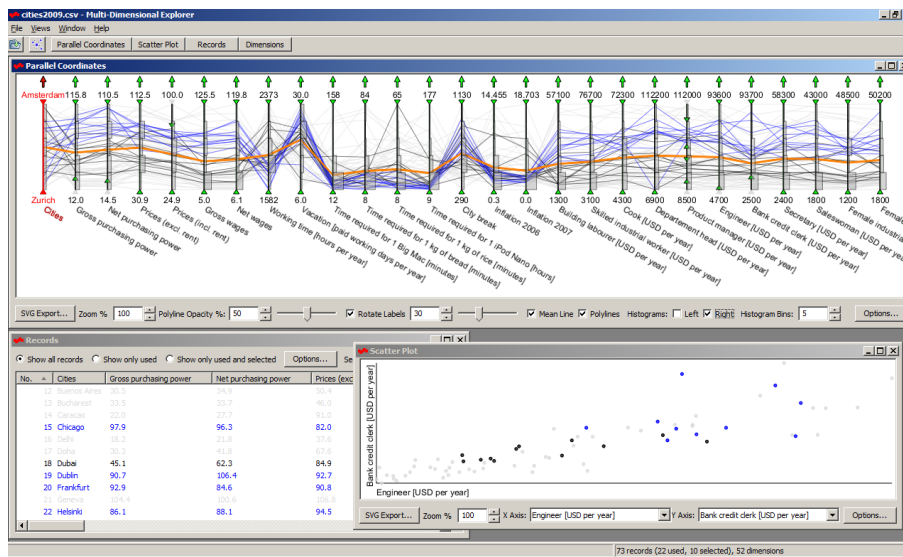 cities2009.csv - Multi-Dimensional Explorer
File Views Window Help
Parallel Coordinates Scatter Plot Records Dimensions
Parallel Coordinates
Amsterdam 115.8 110.5 112.5 100.0 125.5 119.8 2373 30.0 158 84 65 177 1130 14.455 18.703 57100 76700 72300 112200 112000 93600 93700 58300 43000 48500 50200
Zurich 12.0 14.5 30.9 24.9 5.0 6.1 1582 6.0 12 8 8 9 290 0.3 0.0 1300 3100 4300 6900 8500 4700 2500 2400 1800 1200 1800
Cities
Gross purchasing power
Net purchasing power
Prices (excl. rent)
Prices (incl. rent)
Gross wages
Net wages
Working time [hours per year]
Vacation [paid working days per year]
Time required for 1 Big Mac [minutes]
Time required for 1 kg of bread [minutes]
Time required for 1 kg of rice [minutes]
Time required for 1 iPod Nano [hours]
City break
Inflation 2006
Inflation 2007
Building labourer [USD per year]
Skilled industrial worker [USD per year]
Cook [USD per year]
Department head [USD per year]
Product manager [USD per year]
Engineer [USD per year]
Bank credit clerk [USD per year]
Secretary [USD per year]
Saleswoman [USD per year]
Female industrial
Female
SVG Export... Zoom % 100 Polyline Opacity %: 50 Rotate Labels 30 Mean Line Polylines Histograms: Left Right Histogram Bins: 5 Options...
Records
Show all records Show only used Show only used and selected Options... Se
No. Cities Gross purchasing power Net purchasing power Prices (exc
12 Buenos Aires 30.5 34.9 50.4
13 Bucharest 33.5 33.7 46.0
14 Caracas 22.0 27.7 91.0
15 Chicago 97.9 96.3 82.0
16 Delhi 18.2 21.8 37.6
17 Doha 30.3 41.8 67.6
18 Dubai 45.1 62.3 84.9
19 Dublin 90.7 106.4 92.7
20 Frankfurt 92.9 84.6 90.8
21 Geneva 104.4 100.6 106.8
22 Helsinki 86.1 88.1 94.5
Scatter Plot
Bank credit clerk [USD per year]
Engineer [USD per year]
SVG Export... Zoom % 100 X Axis: Engineer [USD per year] Y Axis: Bank credit clerk [USD per year] Options...
73 records (22 used, 10 selected), 52 dimensions